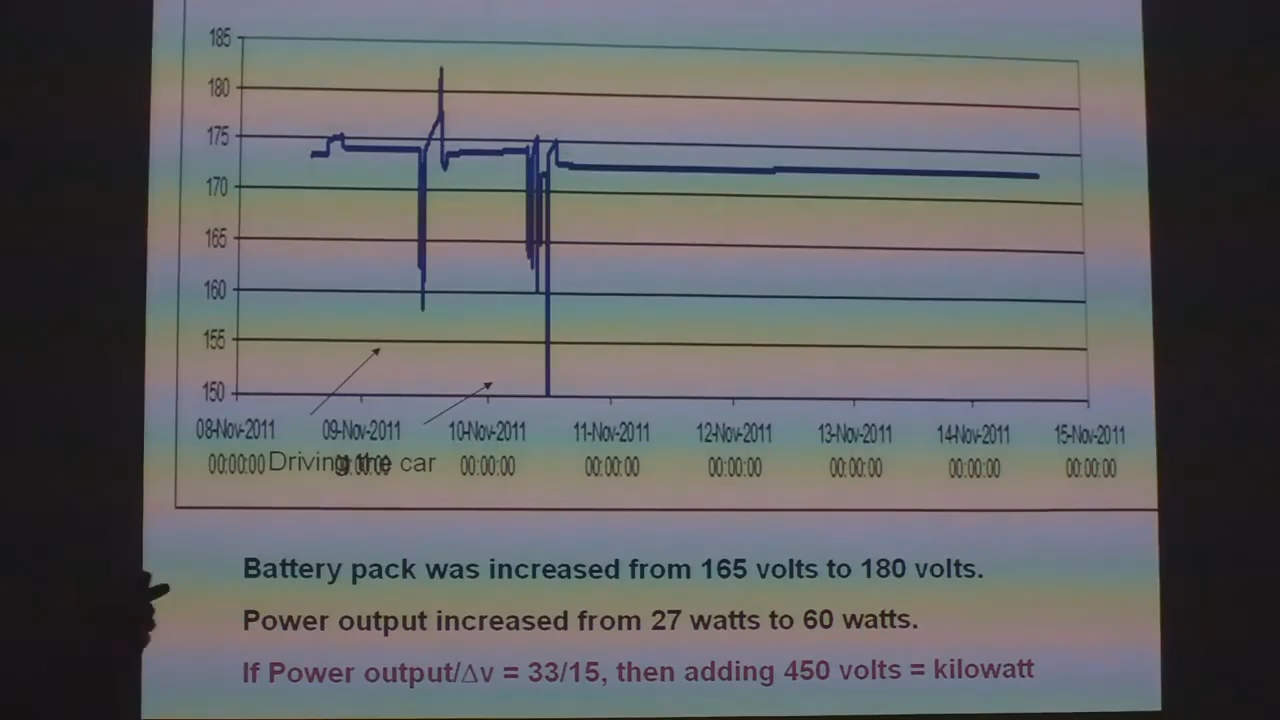 185
180
175
170
165
160
155
150
08-Nov-2011 09-Nov-2011 10-Nov-2011 11-Nov-2011 12-Nov-2011 13-Nov-2011 14-Nov-2011 15-Nov-2011
00:00:00 00:00:00 00:00:00 00:00:00 00:00:00 00:00:00 00:00:00 00:00:00
Driving the car
Battery pack was increased from 165 volts to 180 volts.
Power output increased from 27 watts to 60 watts.
If Power output/Δv = 33/15, then adding 450 volts = kilowatt